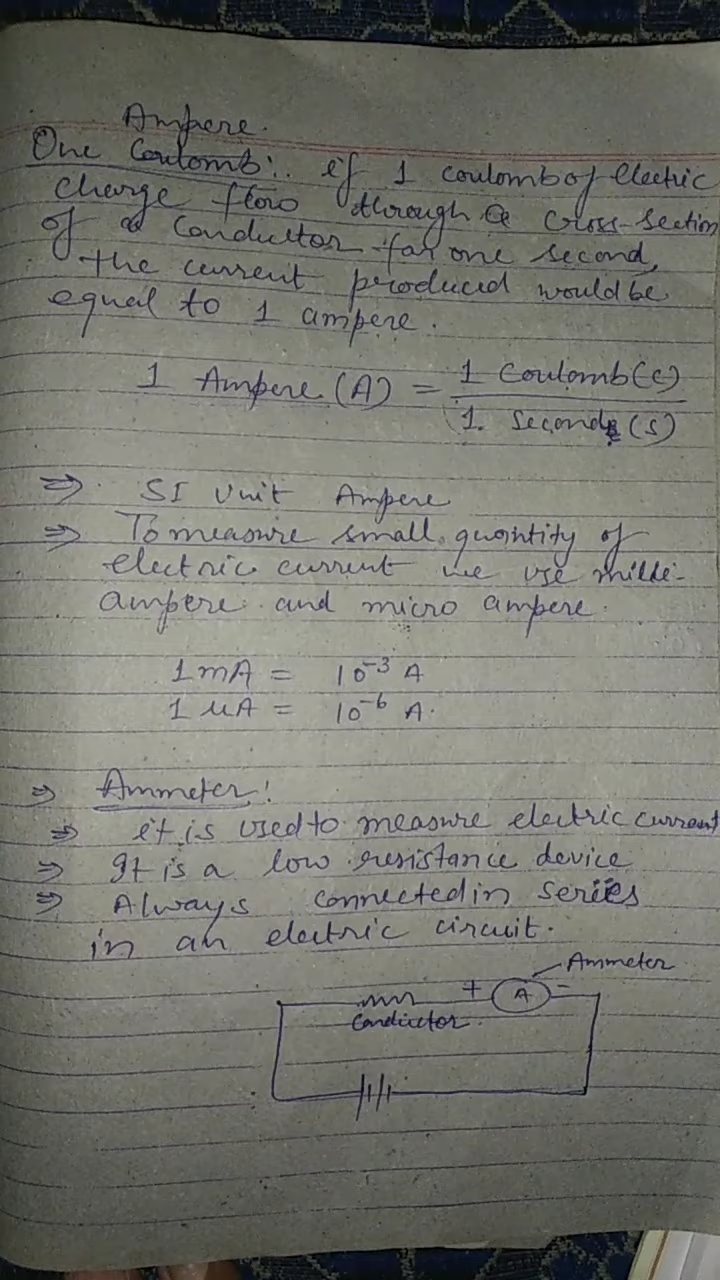 Ampere.
One Coulomb:. if 1 coulomb of electric
charge flow through a cross-section
of a Conductor for one second,
the current produced would be
equal to 1 ampere.
1 Ampere (A) = 1 Coulomb(c)
1. Second (s)
⇒ SI Unit Ampere
⇒ To measure small quantity of
electric current we use milli-
ampere and micro ampere.
1 mA = 10⁻³ A
1 µA = 10⁻⁶ A.
⇒ Ammeter:
⇒ it is used to measure electric current
⇒ It is a low resistance device
⇒ Always connected in series
in an electric circuit.
Ammeter
+ A -
Conductor